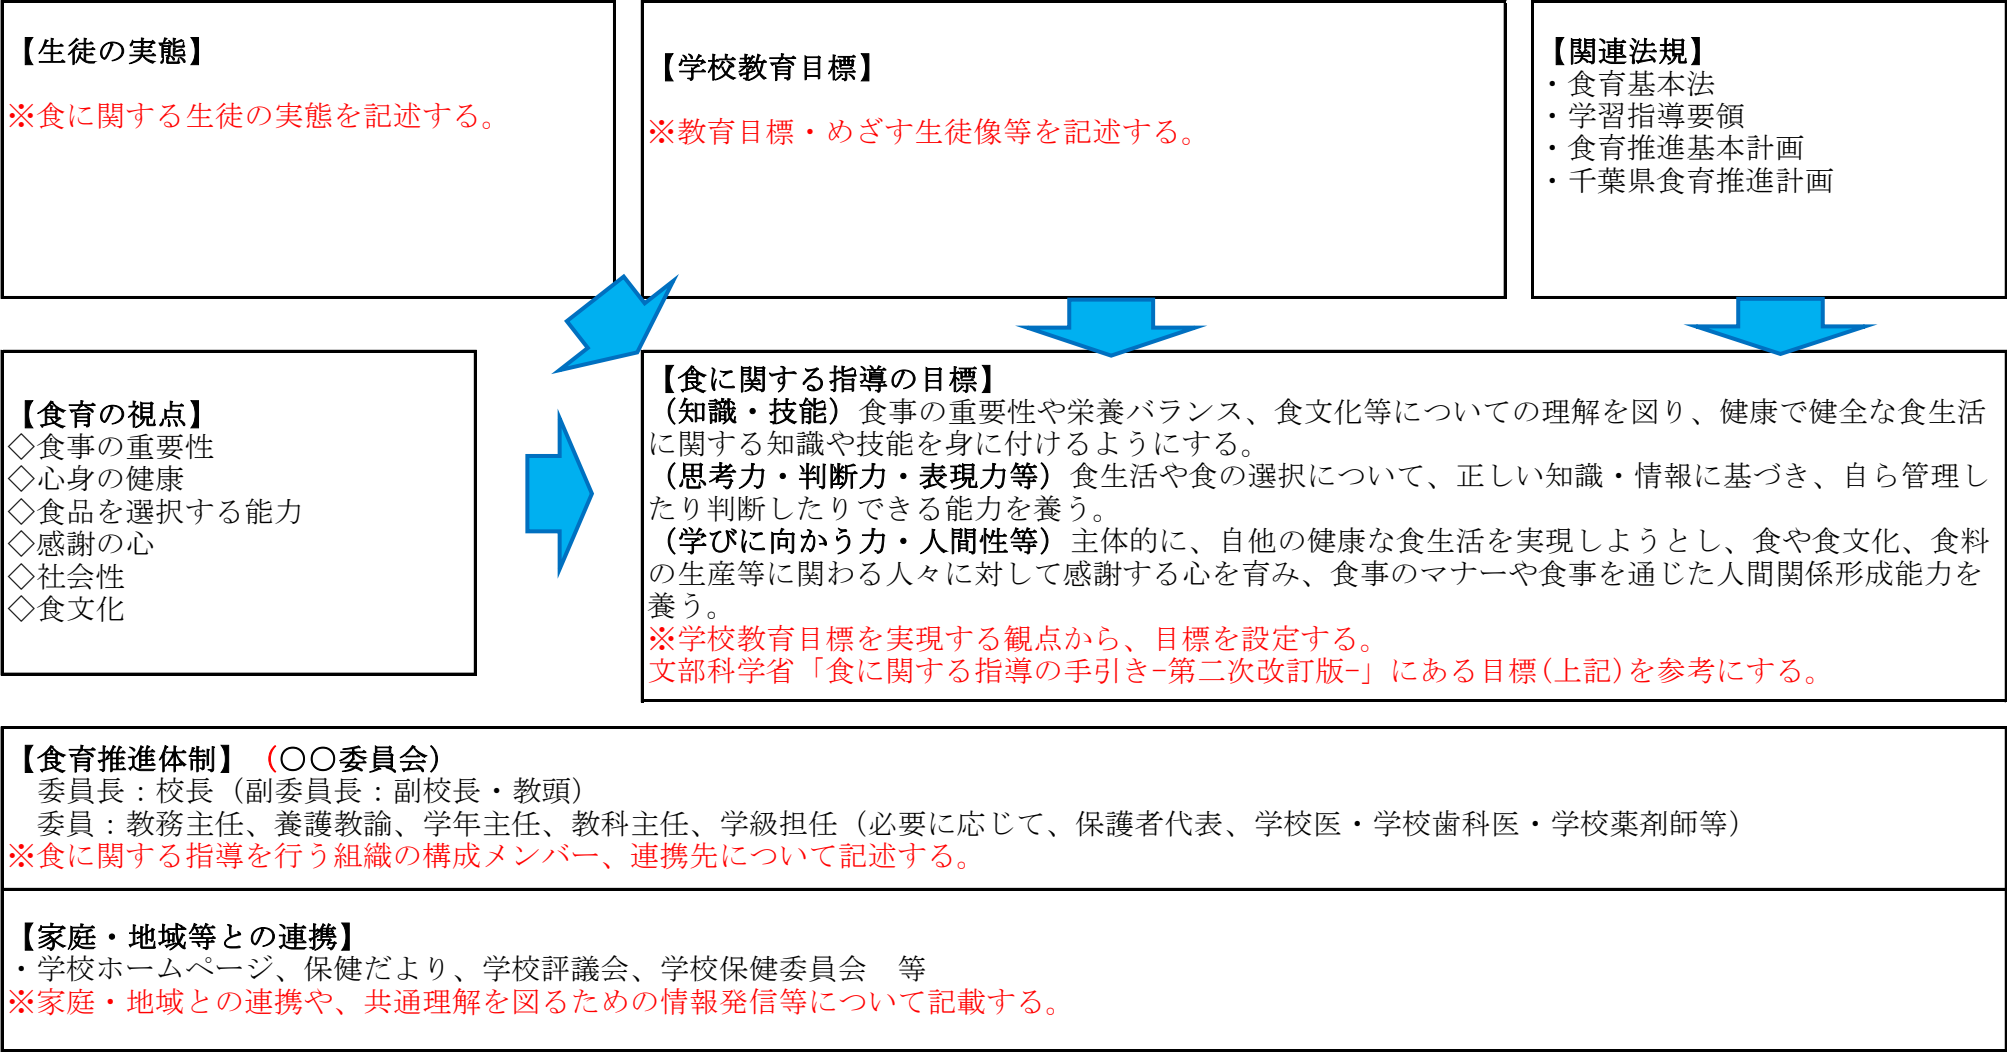 【生徒の実態】
※食に関する生徒の実態を記述する。
【学校教育目標】
※教育目標・めざす生徒像等を記述する。
【関連法規】
・食育基本法
・学習指導要領
・食育推進基本計画
・千葉県食育推進計画
【食育の視点】
◇食事の重要性
◇心身の健康
◇食品を選択する能力
◇感謝の心
◇社会性
◇食文化
【食に関する指導の目標】
（知識・技能）食事の重要性や栄養バランス、食文化等についての理解を図り、健康で健全な食生活
に関する知識や技能を身に付けるようにする。
（思考力・判断力・表現力等）食生活や食の選択について、正しい知識・情報に基づき、自ら管理し
たり判断したりできる能力を養う。
（学びに向かう力・人間性等）主体的に、自他の健康な食生活を実現しようとし、食や食文化、食料
の生産等に関わる人々に対して感謝する心を育み、食事のマナーや食事を通じた人間関係形成能力を
養う。
※学校教育目標を実現する観点から、目標を設定する。
文部科学省「食に関する指導の手引き−第二次改訂版−」にある目標(上記)を参考にする。
【食育推進体制】（○○委員会）
委員長：校長（副委員長：副校長・教頭）
委員：教務主任、養護教諭、学年主任、教科主任、学級担任（必要に応じて、保護者代表、学校医・学校歯科医・学校薬剤師等）
※食に関する指導を行う組織の構成メンバー、連携先について記述する。
【家庭・地域等との連携】
・学校ホームページ、保健だより、学校評議会、学校保健委員会　等
※家庭・地域との連携や、共通理解を図るための情報発信等について記載する。